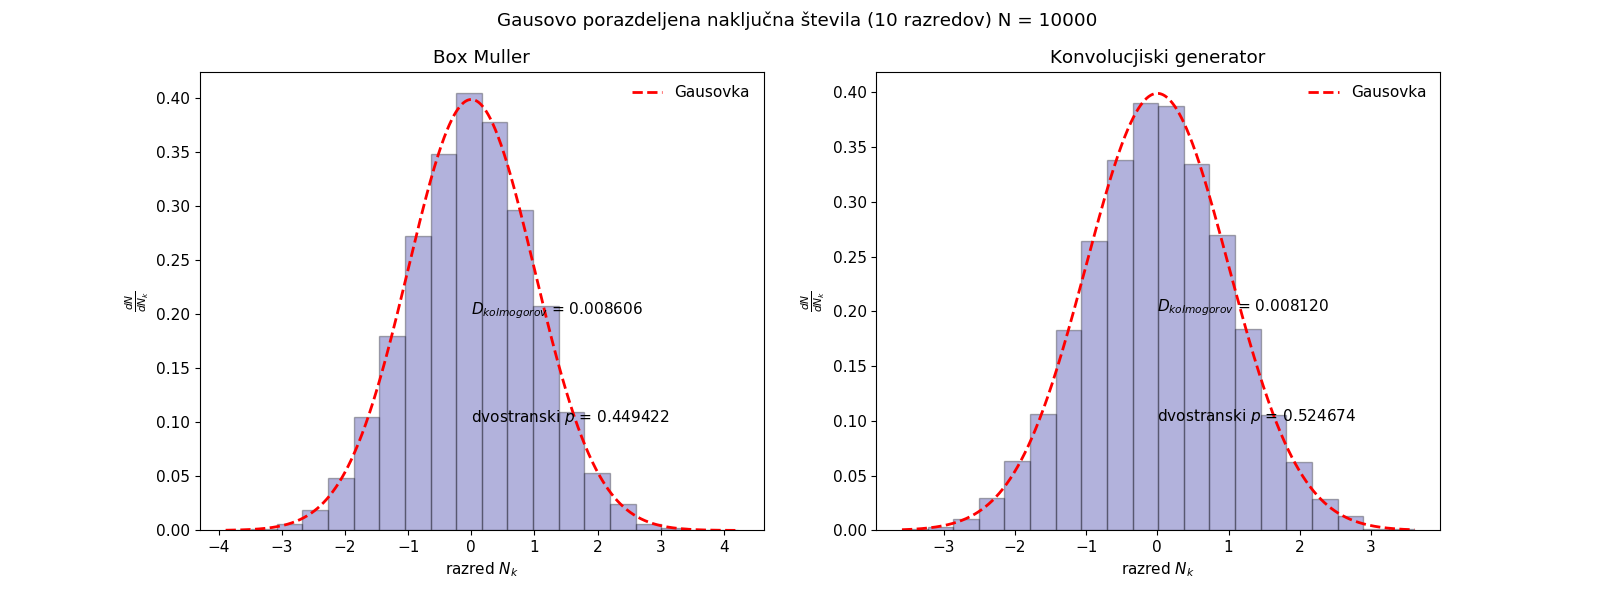 Gausovo porazdeljena naključna števila (10 razredov) N = 10000
Box Muller
Gausovka
0.40
0.35
0.30
0.25
0.20
0.15
0.10
0.05
0.00
dN/dN_k
D_kolmogorov = 0.008606
dvostranski p = 0.449422
−4 −3 −2 −1 0 1 2 3 4
razred N_k
Konvolucjiski generator
Gausovka
0.40
0.35
0.30
0.25
0.20
0.15
0.10
0.05
0.00
dN/dN_k
D_kolmogorov = 0.008120
dvostranski p = 0.524674
−3 −2 −1 0 1 2 3
razred N_k